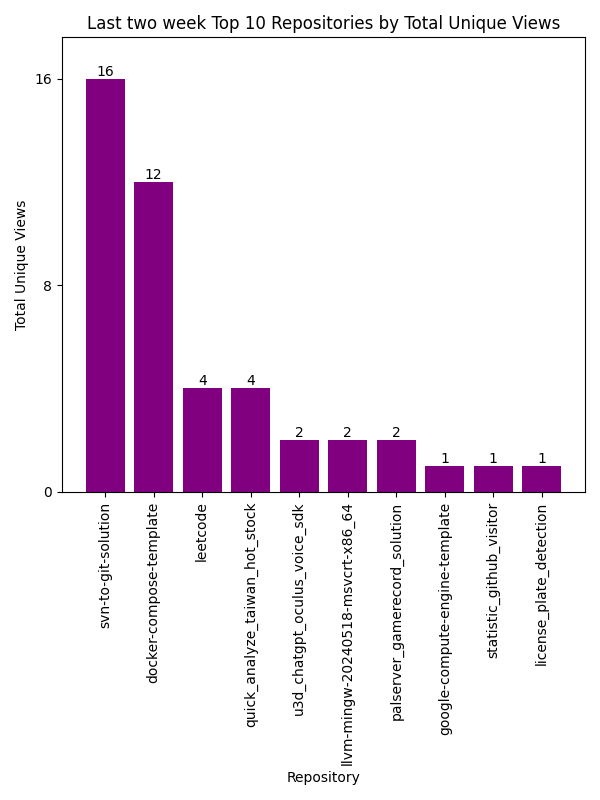 Last two week Top 10 Repositories by Total Unique Views
Total Unique Views
16
8
0
16
12
4
4
2
2
2
1
1
1
svn-to-git-solution
docker-compose-template
leetcode
quick_analyze_taiwan_hot_stock
u3d_chatgpt_oculus_voice_sdk
llvm-mingw-20240518-msvcrt-x86_64
palserver_gamerecord_solution
google-compute-engine-template
statistic_github_visitor
license_plate_detection
Repository